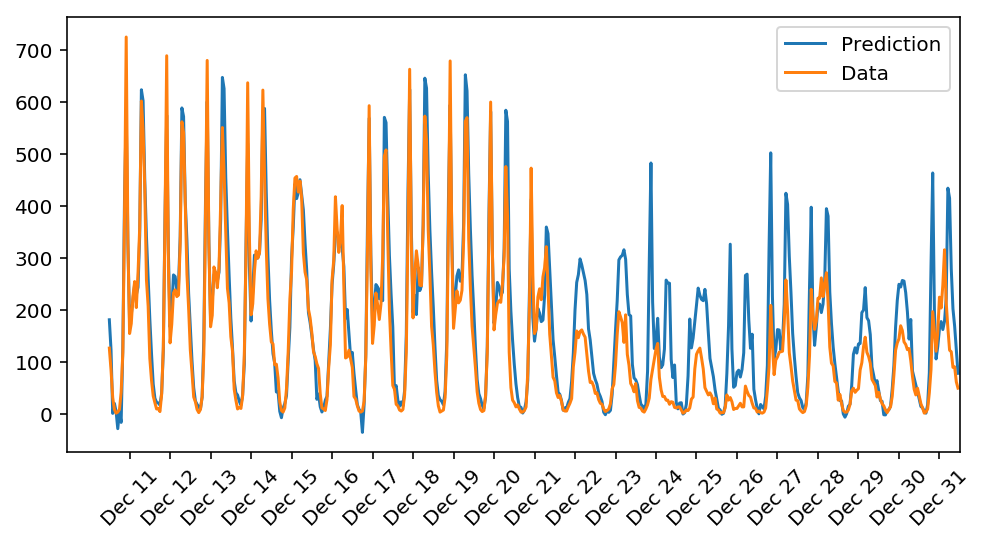 Prediction
Data
700
600
500
400
300
200
100
0
Dec 11
Dec 12
Dec 13
Dec 14
Dec 15
Dec 16
Dec 17
Dec 18
Dec 19
Dec 20
Dec 21
Dec 22
Dec 23
Dec 24
Dec 25
Dec 26
Dec 27
Dec 28
Dec 29
Dec 30
Dec 31